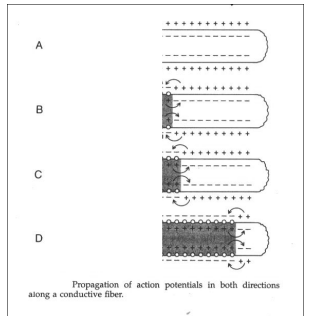 A
B
C
D
Propagation of action potentials in both directions
along a conductive fiber.